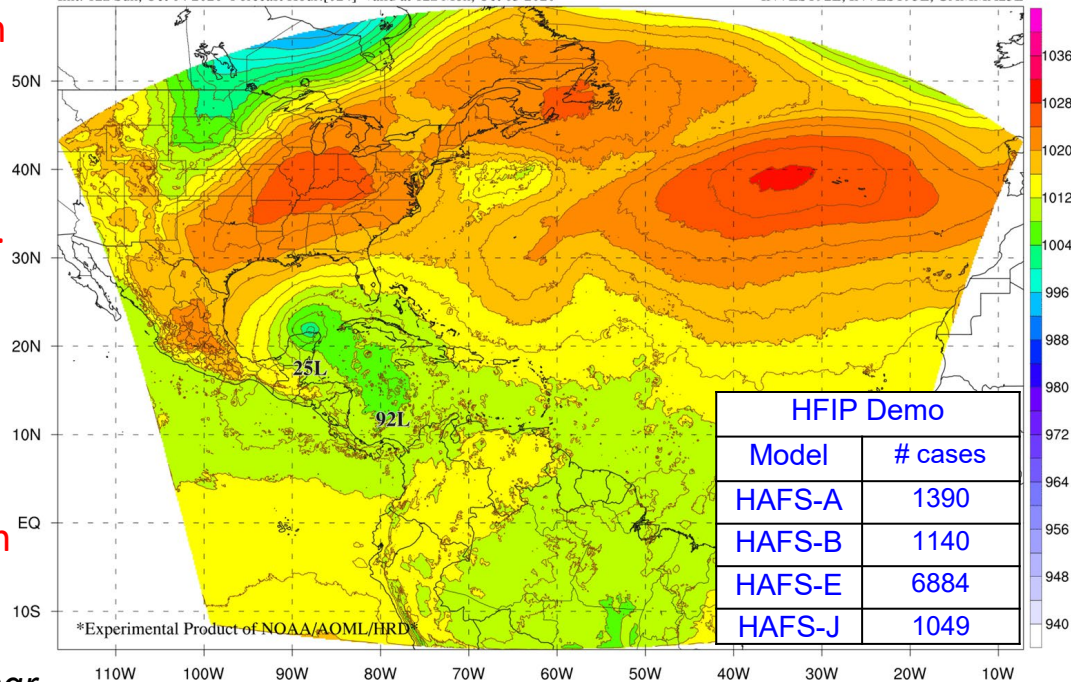 50N
40N
30N
20N
10N
EQ
10S
25L
92L
*Experimental Product of NOAA/AOML/HRD*
110W 100W 90W 80W 70W 60W 50W 40W 30W 20W 10W
1036
1028
1020
1012
1004
996
988
980
972
964
956
948
940
HFIP Demo
Model # cases
HAFS-A 1390
HAFS-B 1140
HAFS-E 6884
HAFS-J 1049